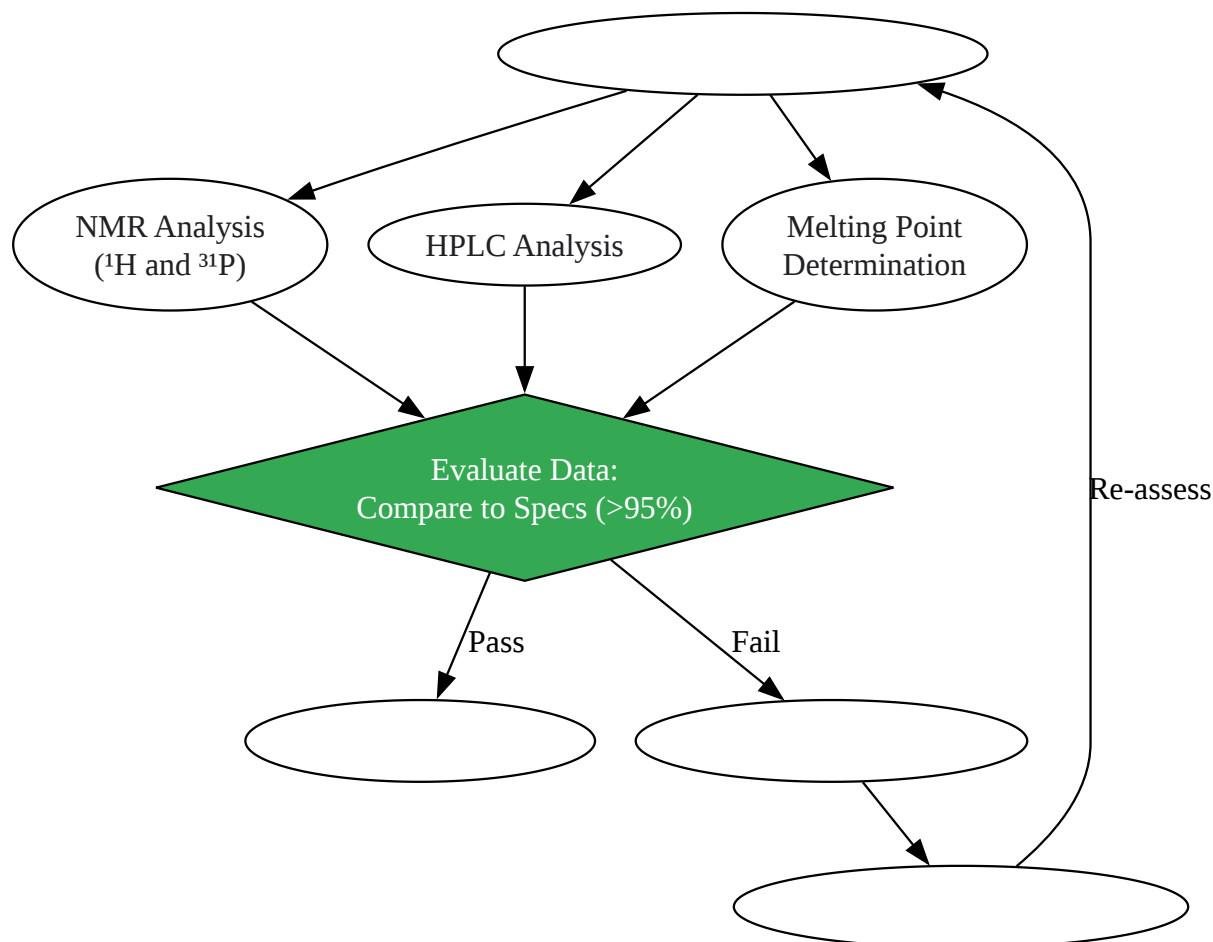 NMR Analysis
(¹H and ³¹P)
HPLC Analysis
Melting Point
Determination
Evaluate Data:
Compare to Specs (>95%)
Re-assess
Pass
Fail